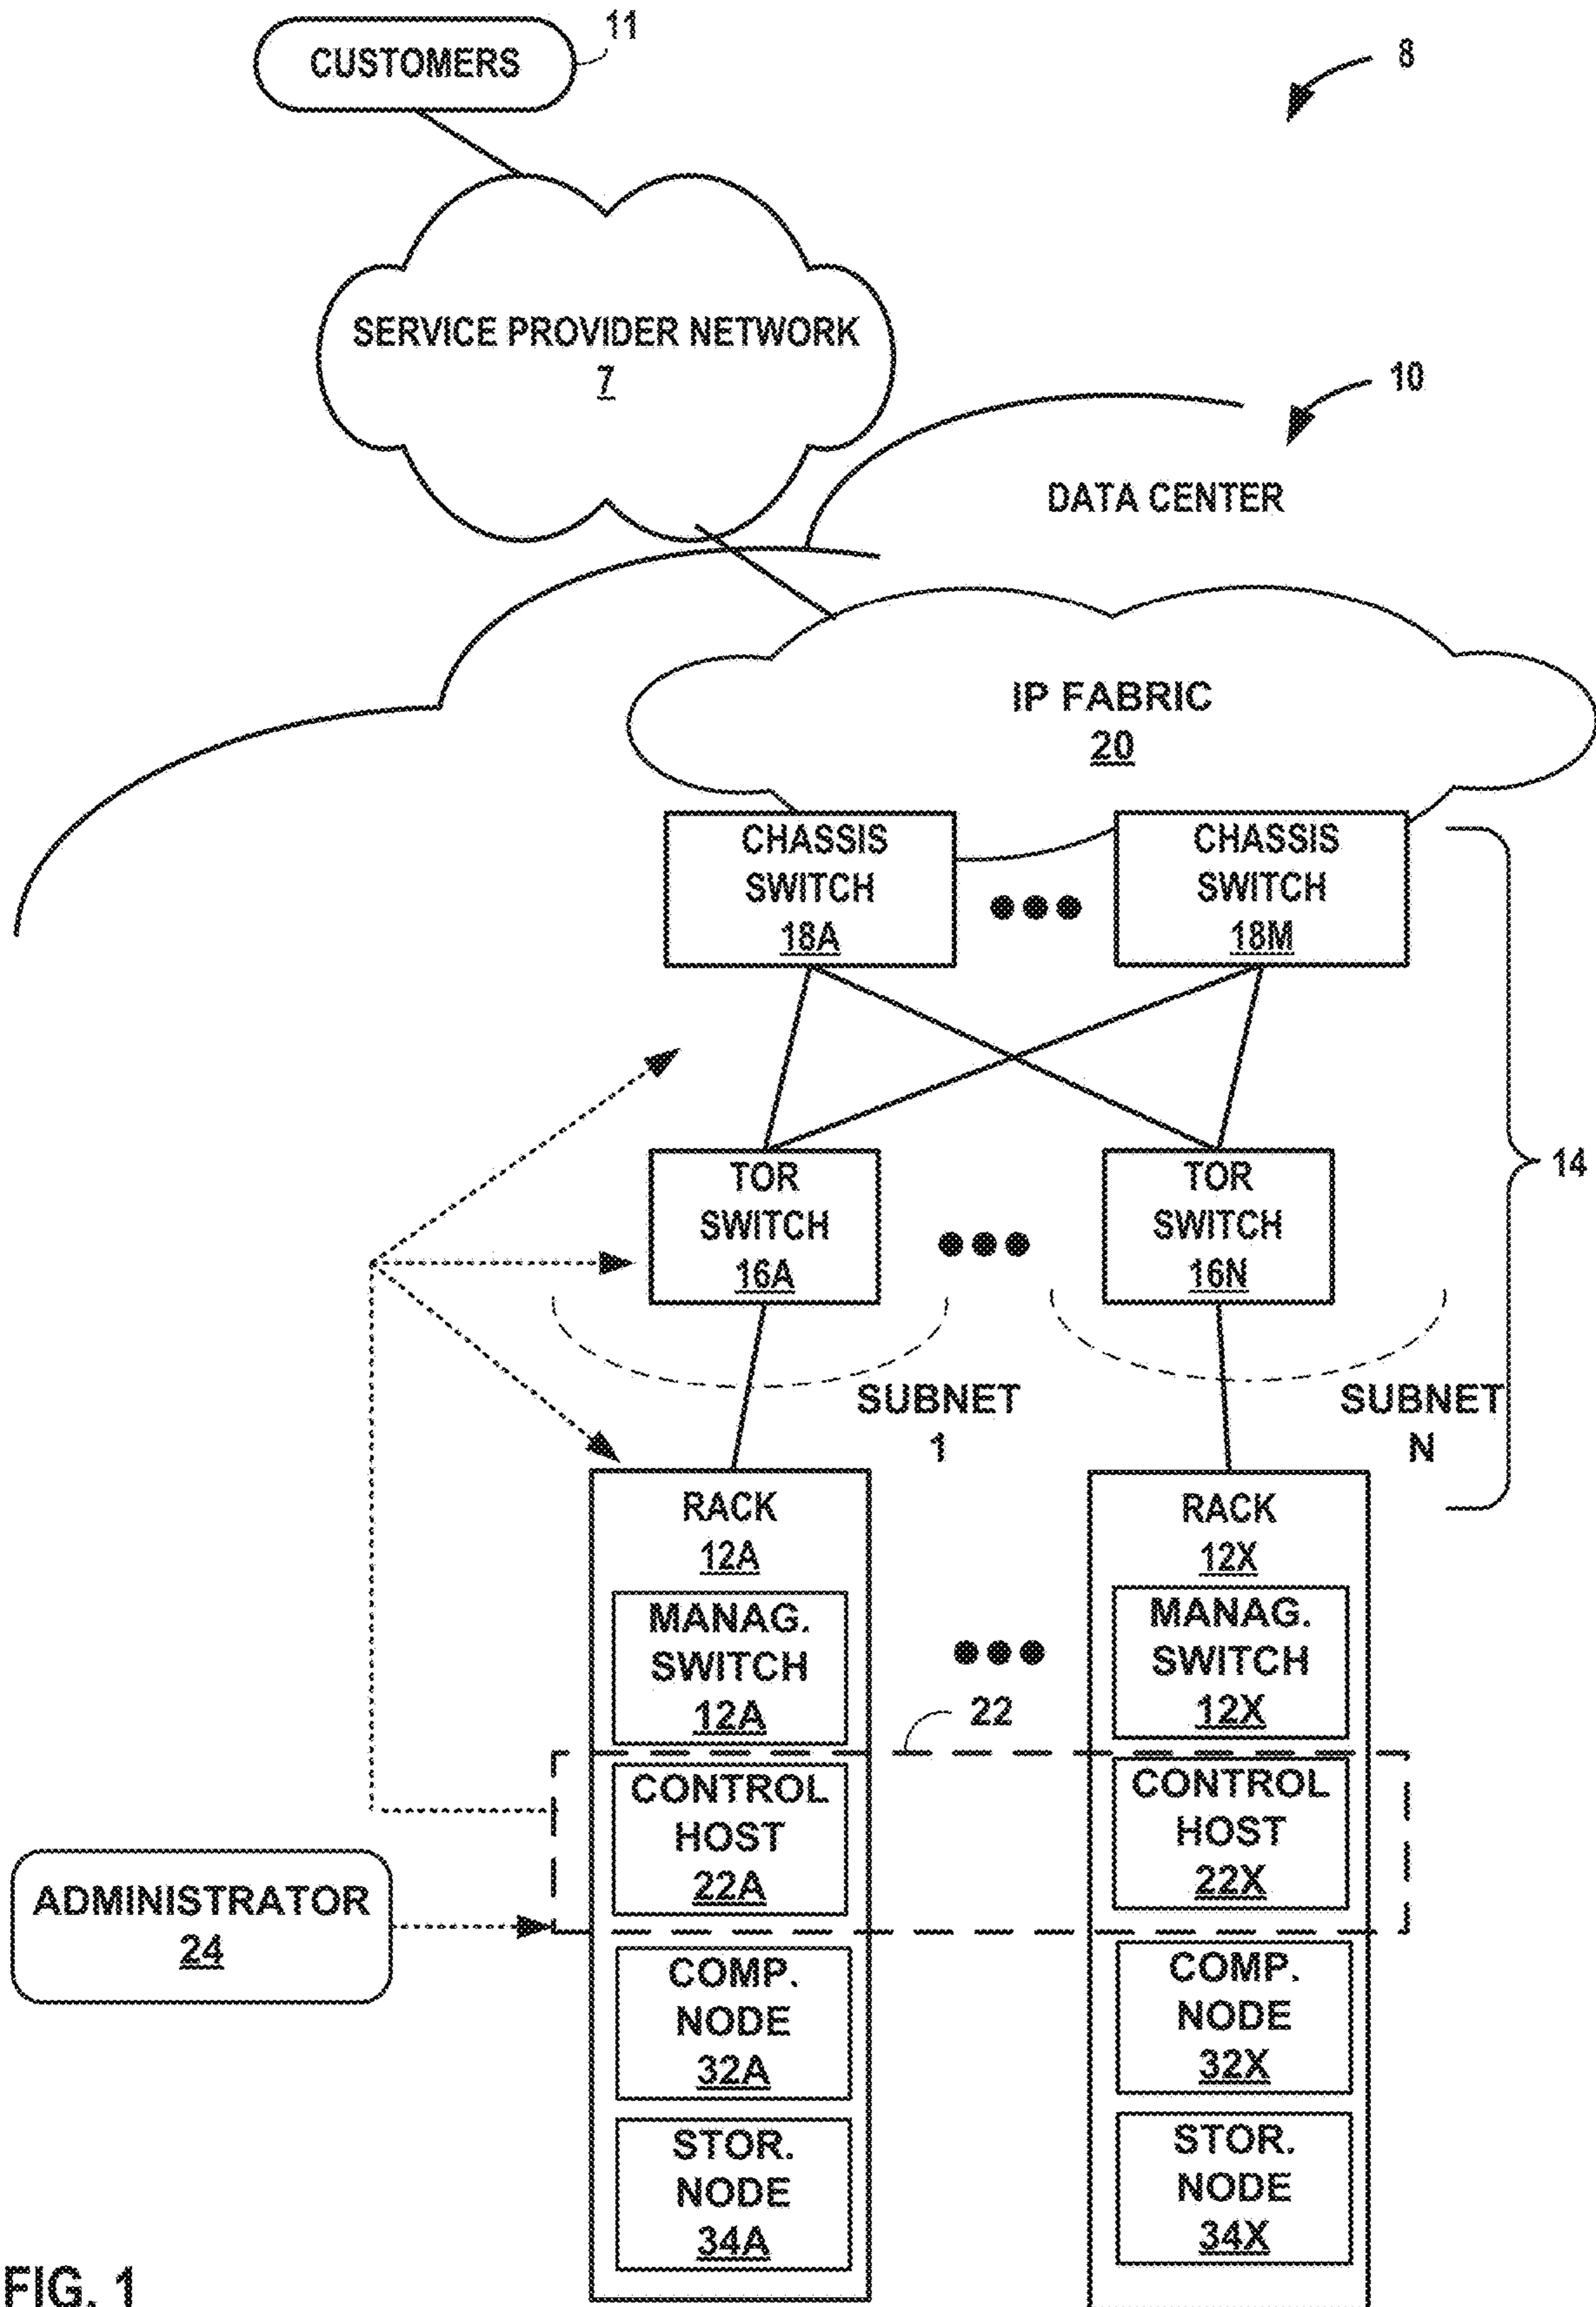 11
CUSTOMERS
8
SERVICE PROVIDER NETWORK
7
10
DATA CENTER
IP FABRIC
20
CHASSIS
SWITCH
18A
CHASSIS
SWITCH
18M
14
TOR
SWITCH
16A
TOR
SWITCH
16N
SUBNET
1
SUBNET
N
RACK
12A
RACK
12X
MANAG.
SWITCH
12A
MANAG.
SWITCH
12X
22
CONTROL
HOST
22A
CONTROL
HOST
22X
ADMINISTRATOR
24
COMP.
NODE
32A
COMP.
NODE
32X
STOR.
NODE
34A
STOR.
NODE
34X
FIG. 1